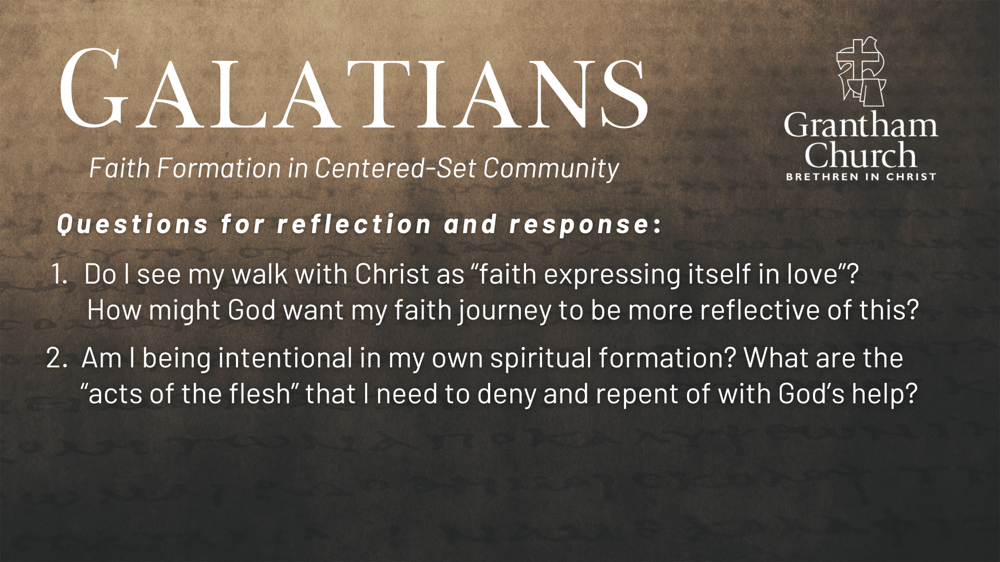 GALATIANS
Faith Formation in Centered-Set Community
Grantham
Church
BRETHREN IN CHRIST
Questions for reflection and response:
1. Do I see my walk with Christ as “faith expressing itself in love”?
How might God want my faith journey to be more reflective of this?
2. Am I being intentional in my own spiritual formation? What are the
“acts of the flesh” that I need to deny and repent of with God’s help?